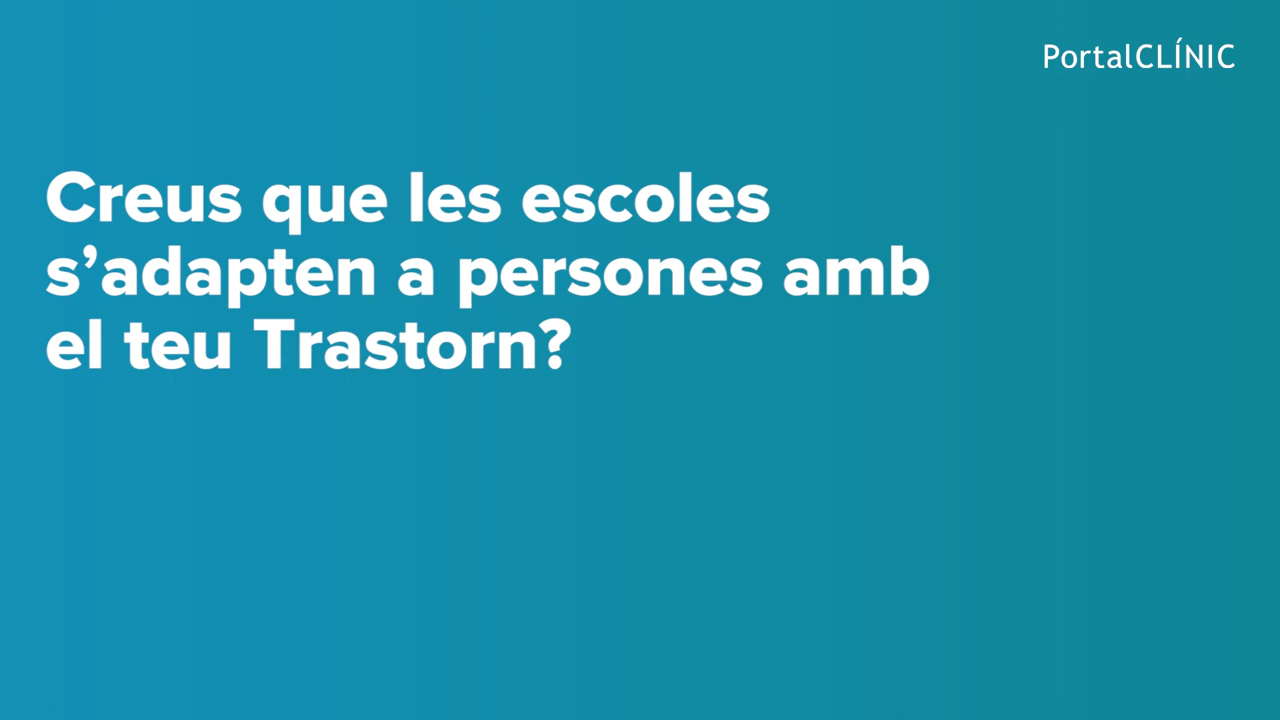 PortalCLÍNIC
Creus que les escoles
s’adapten a persones amb
el teu Trastorn?